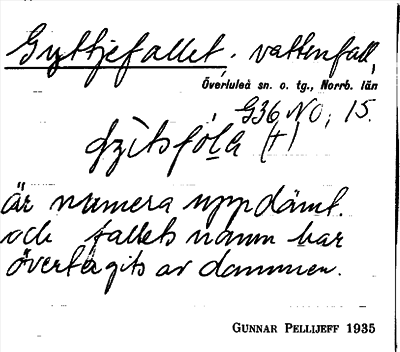 Gyttjefallet, vattenfall,
Överluleå sn. o. tg., Norrb. län
G36 NO; 15.
gzìtsfóla (+)
är numera uppdämt.
och fallets namn har
övertagits av dammen.
GUNNAR PELLIJEFF 1935